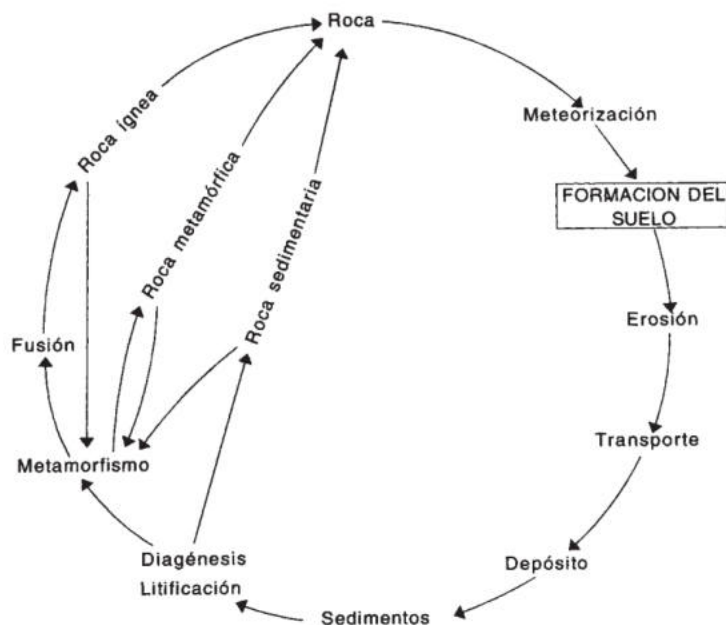 Roca
Meteorización
FORMACION DEL
SUELO
Erosión
Transporte
Depósito
Sedimentos
Diagénesis
Litificación
Metamorfismo
Fusión
Roca ígnea
Roca metamórfica
Roca sedimentaria